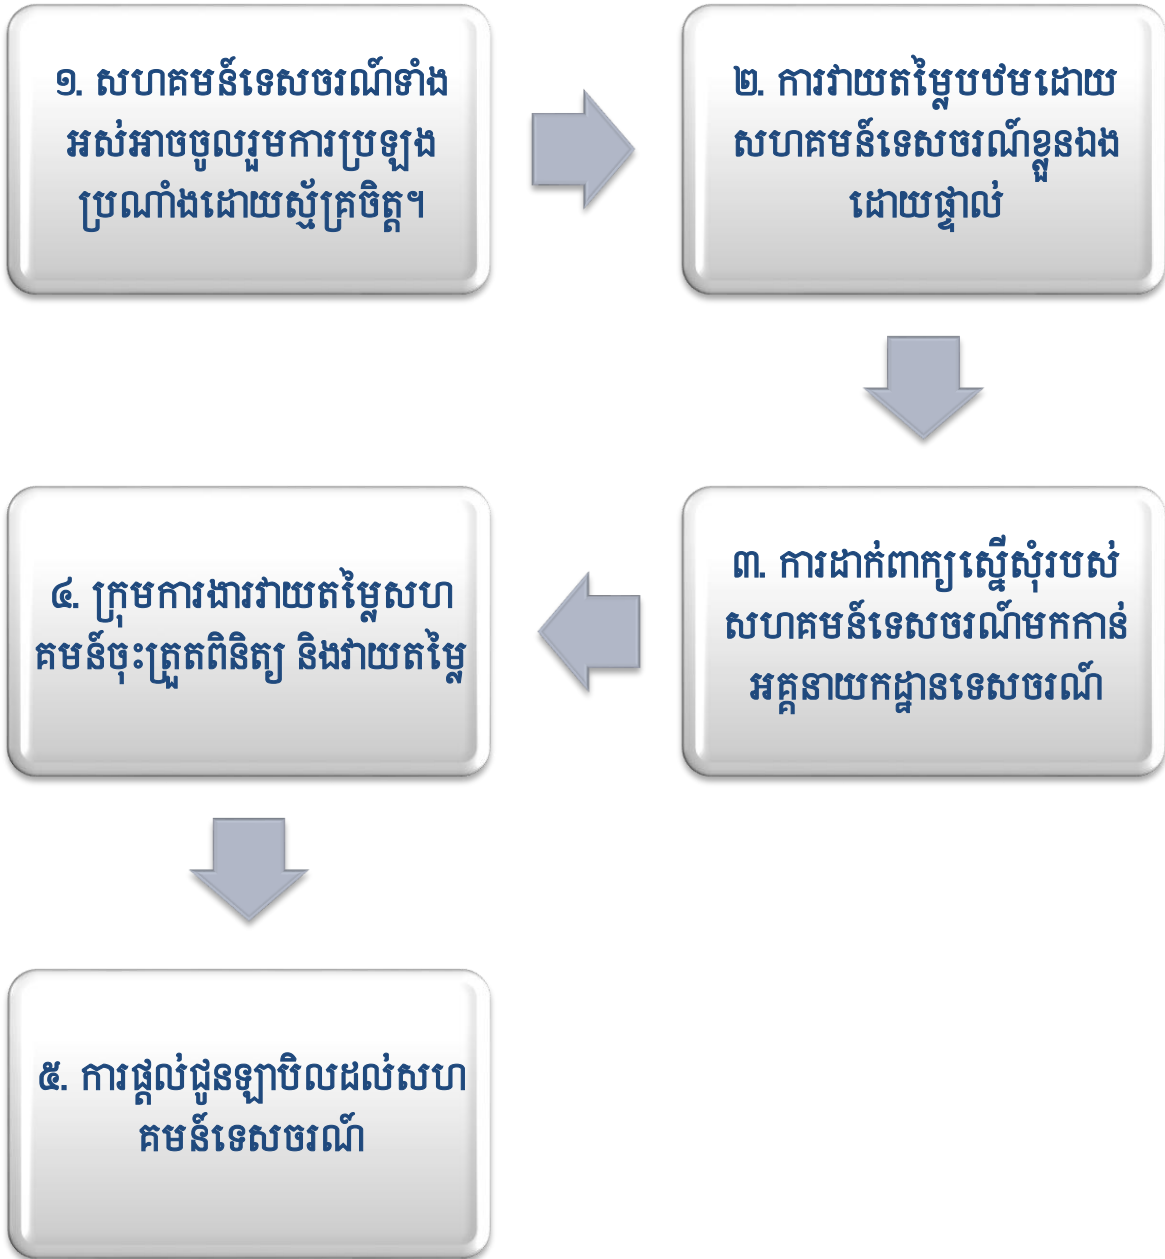 ១. សហគមន៍ទេសចរណ៍ទាំង
អស់អាចចូលរួមការប្រឡង
ប្រណាំងដោយស្ម័គ្រចិត្ត។
២. ការវាយតម្លៃបឋមដោយ
សហគមន៍ទេសចរណ៍ខ្លួនឯង
ដោយផ្ទាល់
៣. ការដាក់ពាក្យស្នើសុំរបស់
សហគមន៍ទេសចរណ៍មកកាន់
អគ្គនាយកដ្ឋានទេសចរណ៍
៤. ក្រុមការងារវាយតម្លៃសហ
គមន៍ចុះត្រួតពិនិត្យ និងវាយតម្លៃ
៥. ការផ្តល់ជូនឡាបិលដល់សហ
គមន៍ទេសចរណ៍